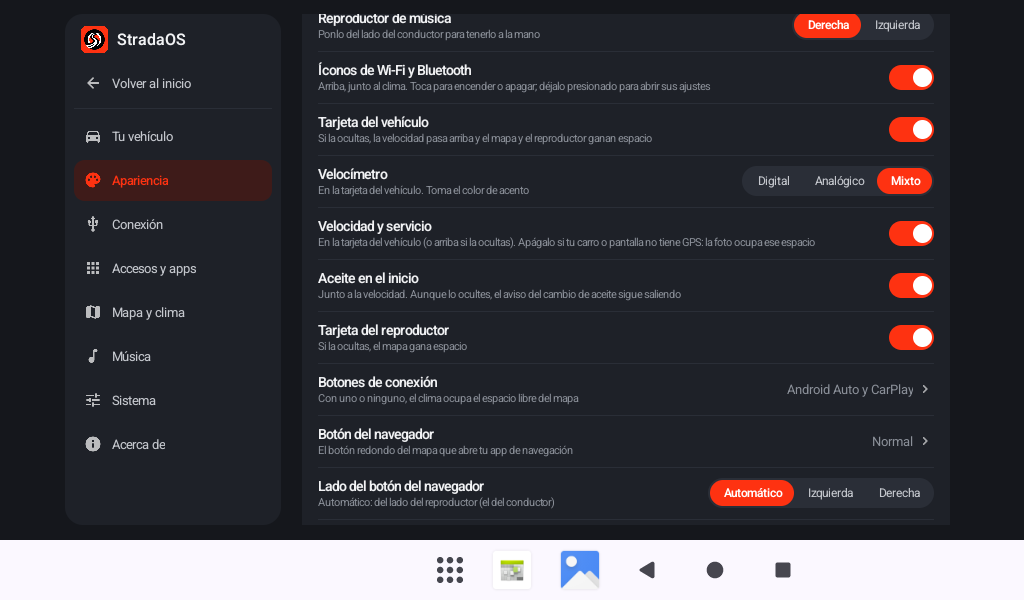 StradaOS
Volver al inicio
Tu vehículo
Apariencia
Conexión
Accesos y apps
Mapa y clima
Música
Sistema
Acerca de
Reproductor de música
Ponlo del lado del conductor para tenerlo a la mano
Derecha Izquierda
Íconos de Wi-Fi y Bluetooth
Arriba, junto al clima. Toca para encender o apagar; déjalo presionado para abrir sus ajustes
Tarjeta del vehículo
Si la ocultas, la velocidad pasa arriba y el mapa y el reproductor ganan espacio
Velocímetro
En la tarjeta del vehículo. Toma el color de acento
Digital Analógico Mixto
Velocidad y servicio
En la tarjeta del vehículo (o arriba si la ocultas). Apágalo si tu carro o pantalla no tiene GPS: la foto ocupa ese espacio
Aceite en el inicio
Junto a la velocidad. Aunque lo ocultes, el aviso del cambio de aceite sigue saliendo
Tarjeta del reproductor
Si la ocultas, el mapa gana espacio
Botones de conexión
Con uno o ninguno, el clima ocupa el espacio libre del mapa
Android Auto y CarPlay
Botón del navegador
El botón redondo del mapa que abre tu app de navegación
Normal
Lado del botón del navegador
Automático: del lado del reproductor (el del conductor)
Automático Izquierda Derecha